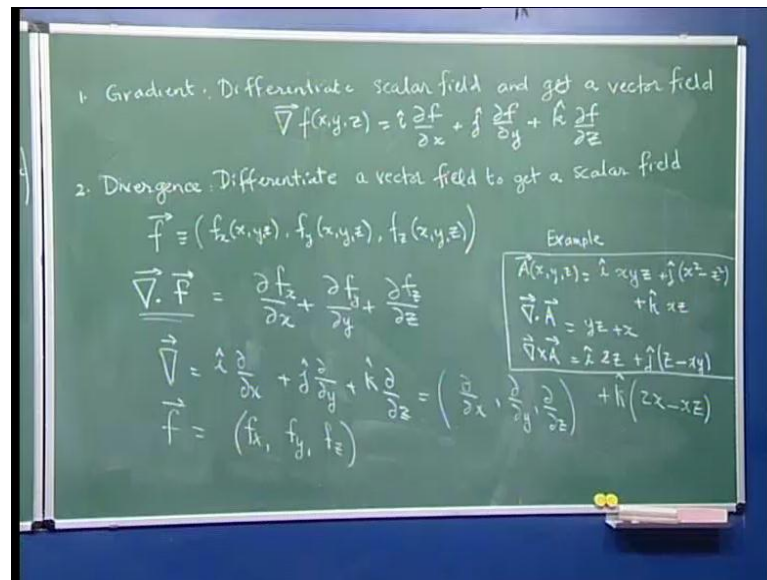 1. Gradient : Differentiate scalar field and get a vector field
∇⃗ f(x,y,z) = î ∂f/∂x + ĵ ∂f/∂y + k̂ ∂f/∂z
2. Divergence : Differentiate a vector field to get a scalar field
f⃗ ≡ (fx(x,y,z), fy(x,y,z), fz(x,y,z))
∇⃗ . f⃗ = ∂fx/∂x + ∂fy/∂y + ∂fz/∂z
∇⃗ = î ∂/∂x + ĵ ∂/∂y + k̂ ∂/∂z = (∂/∂x, ∂/∂y, ∂/∂z)
f⃗ = (fx, fy, fz)
Example
A⃗(x,y,z) = î xyz + ĵ (x² - z²)
+ k̂ xz
∇⃗ . A⃗ = yz + x
∇⃗ x A⃗ = î 2z + ĵ (z - xy)
+ k̂ (2x - xz)